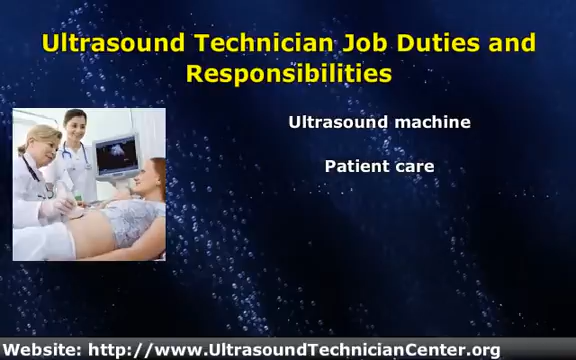 Ultrasound Technician Job Duties and
Responsibilities
Ultrasound machine
Patient care
Website: http://www.UltrasoundTechnicianCenter.org